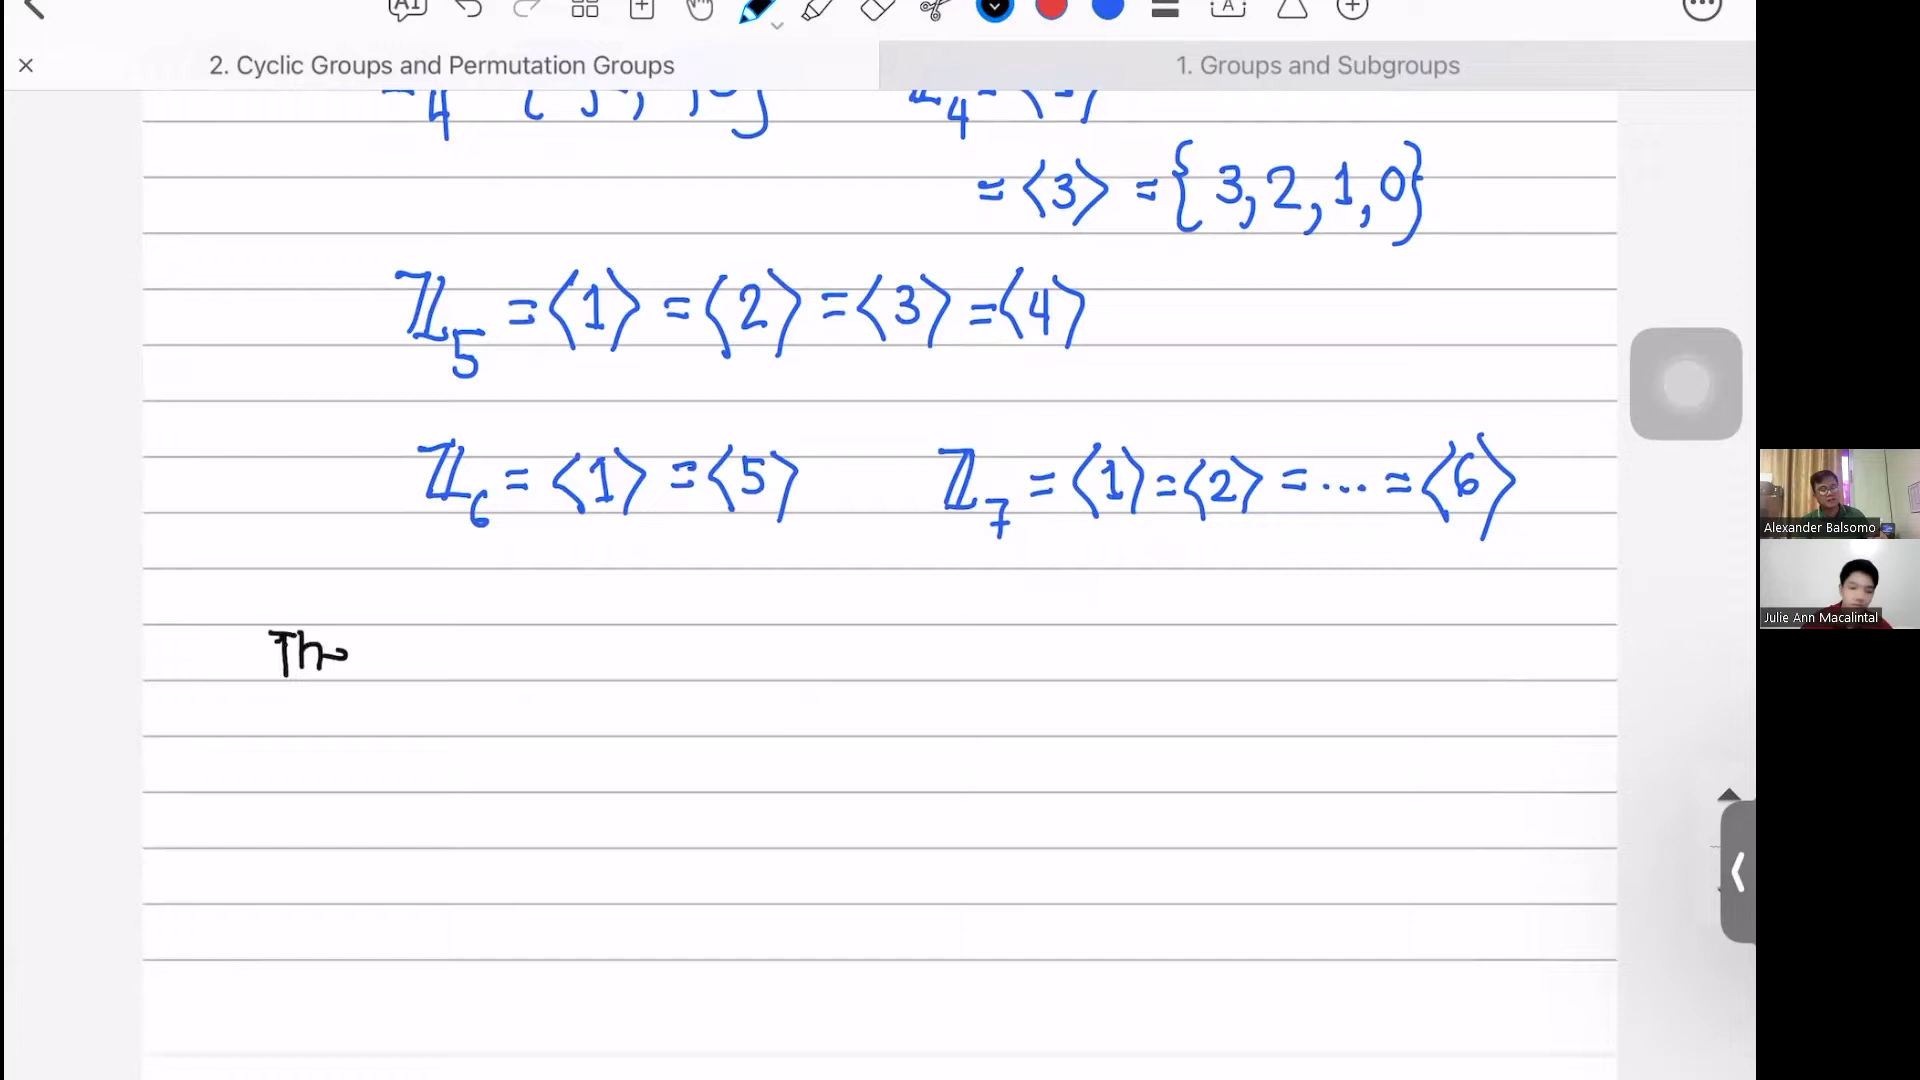 2. Cyclic Groups and Permutation Groups
1. Groups and Subgroups
= ⟨3⟩ = {3, 2, 1, 0}
ℤ₅ = ⟨1⟩ = ⟨2⟩ = ⟨3⟩ = ⟨4⟩
ℤ₆ = ⟨1⟩ = ⟨5⟩
ℤ₇ = ⟨1⟩ = ⟨2⟩ = ... = ⟨6⟩
Th
Alexander Balsomo
Julie Ann Macalintal